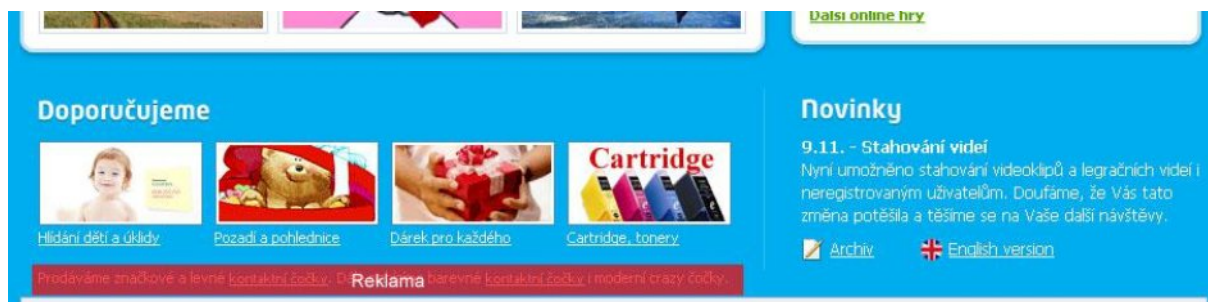 Další online hry
Doporučujeme
Cartridge
Hlídání dětí a úklidy
Pozadí a pohlednice
Dárek pro každého
Cartridge, tonery
Prodáváme značkové a levné kontaktní čočky. barevné kontaktní čočky i moderní crazy čočky.
Reklama
Novinky
9.11. - Stahování videí
Nyní umožněno stahování videoklipů a legračních videí i
neregistrovaným uživatelům. Doufáme, že Vás tato
změna potěšila a těšíme se na Vaše další návštěvy.
Archiv
English version